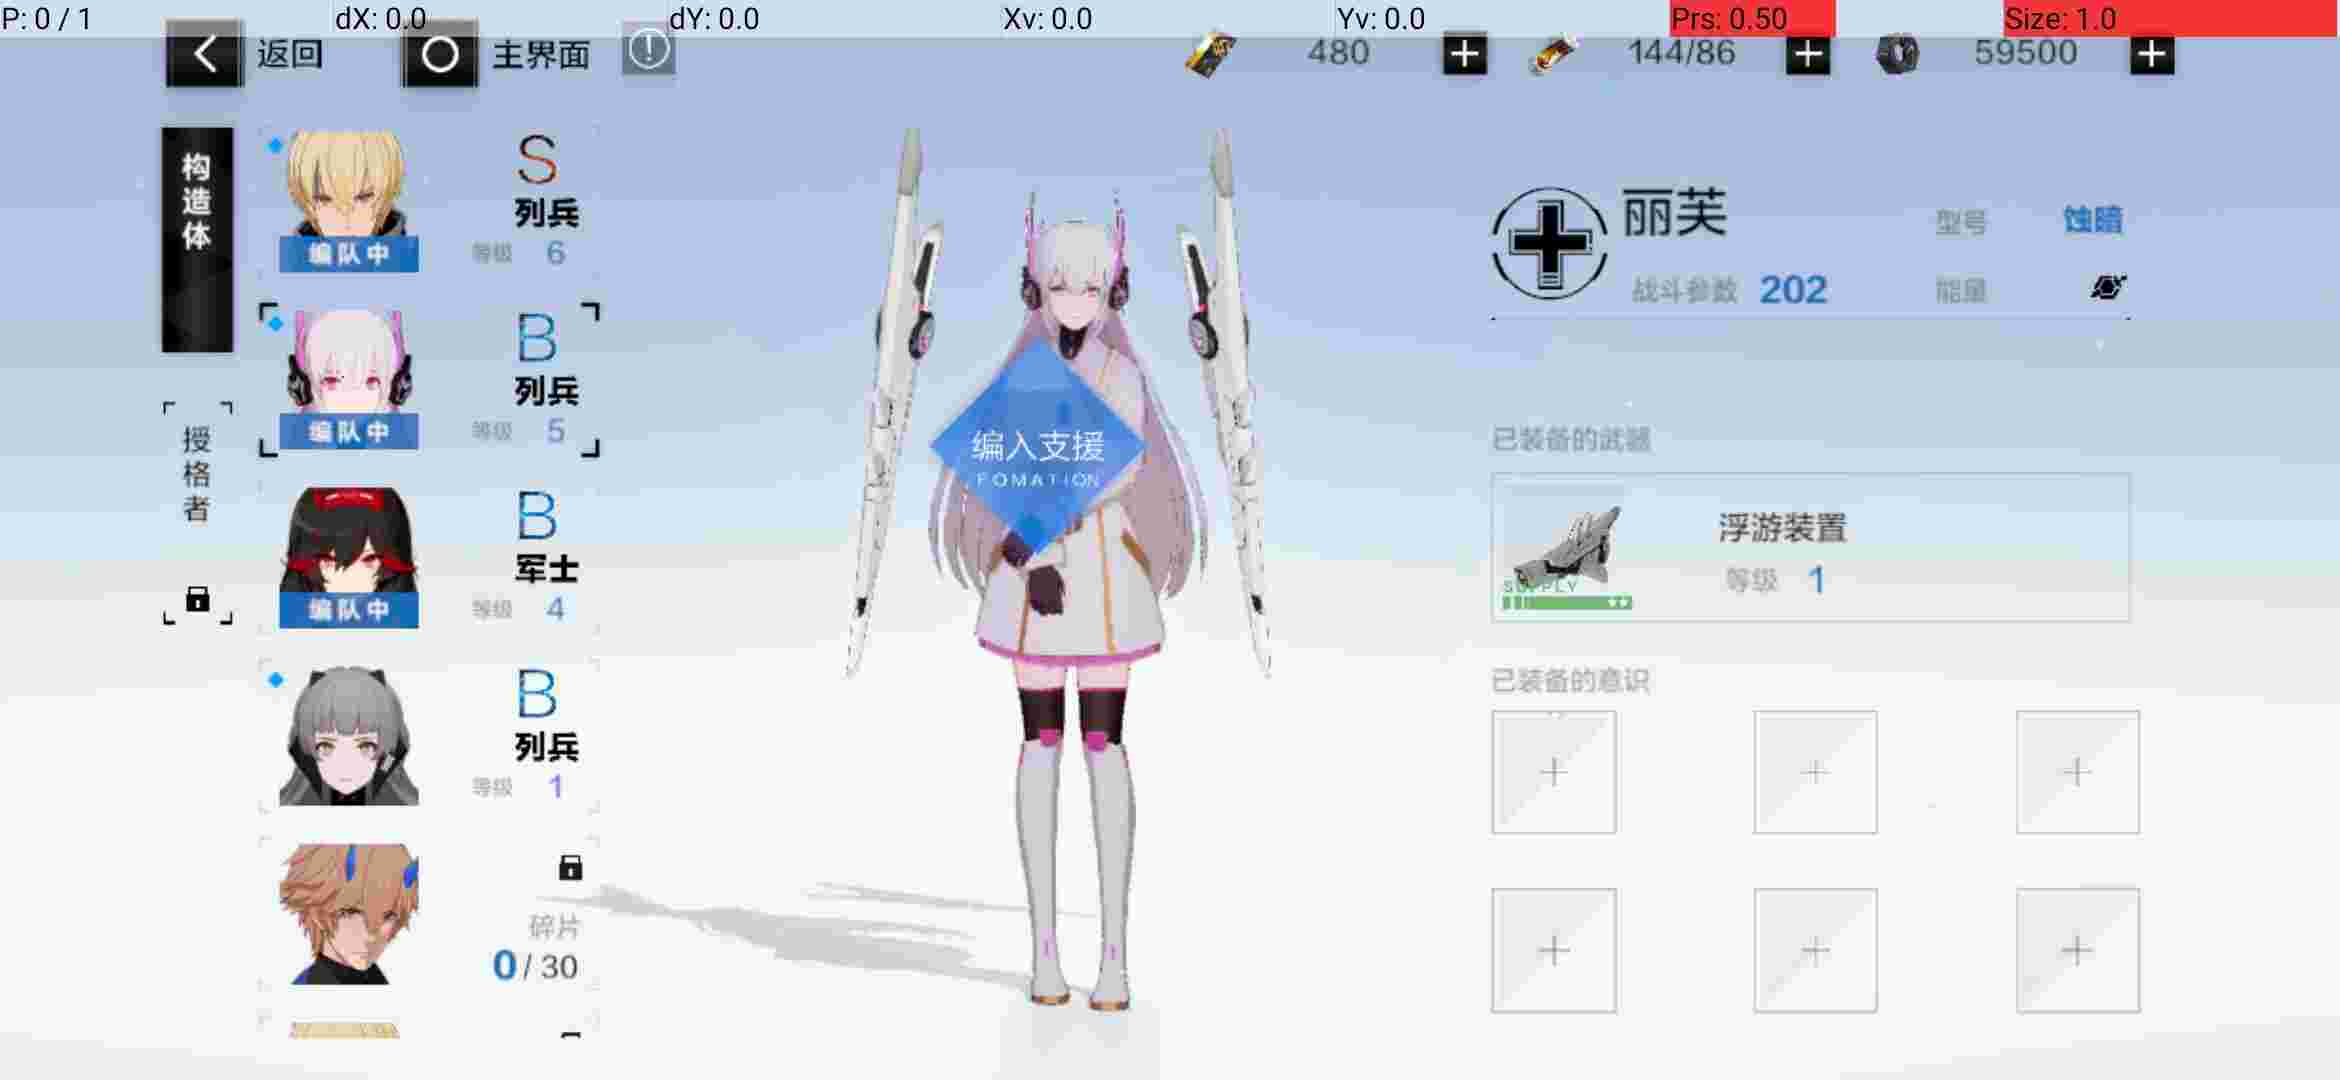 P: 0 / 1
dX: 0.0
dY: 0.0
Xv: 0.0
Yv: 0.0
Prs: 0.50
Size: 1.0
返回
主界面
480
144/86
59500
构造体
授格者
S
列兵
等级 6
编队中
B
列兵
等级 5
编队中
B
军士
等级 4
编队中
B
列兵
等级 1
碎片
0/30
编入支援
FOMATION
丽芙
型号 蚀暗
战斗参数 202
能量
已装备的武器
浮游装置
等级 1
SUPPLY
已装备的意识